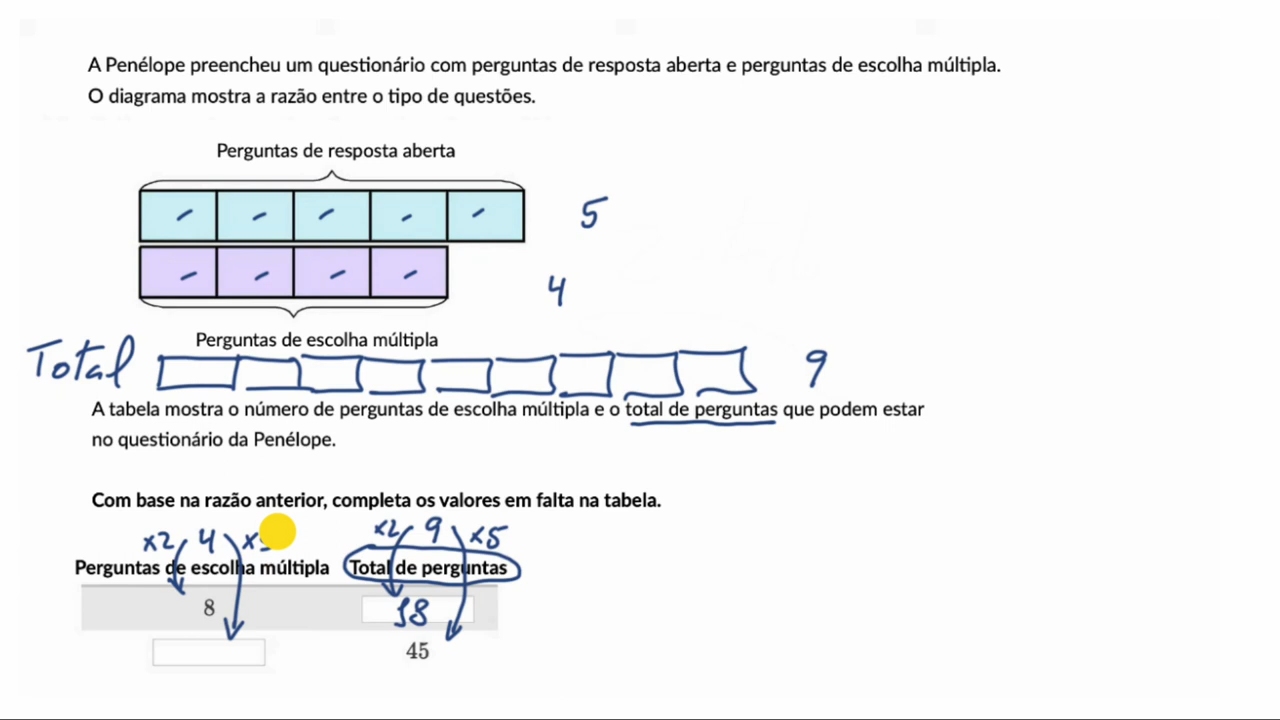 A Penélope preencheu um questionário com perguntas de resposta aberta e perguntas de escolha múltipla.
O diagrama mostra a razão entre o tipo de questões.
Perguntas de resposta aberta
5
4
Perguntas de escolha múltipla
Total 9
A tabela mostra o número de perguntas de escolha múltipla e o total de perguntas que podem estar
no questionário da Penélope.
Com base na razão anterior, completa os valores em falta na tabela.
x2 4 x x2 9 x5
Perguntas de escolha múltipla Total de perguntas
8 18
45